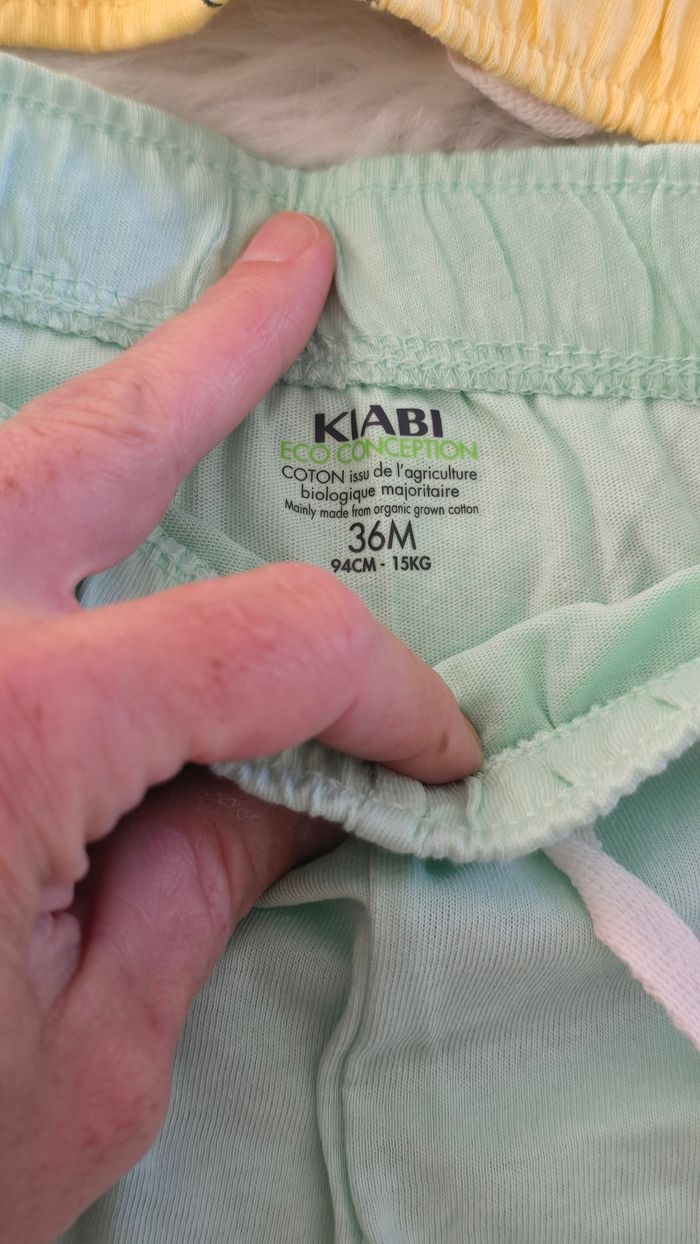 KIABI
ECO CONCEPTION
COTON issu de l'agriculture
biologique majoritaire
Mainly made from organic grown cotton
36M
94CM - 15KG